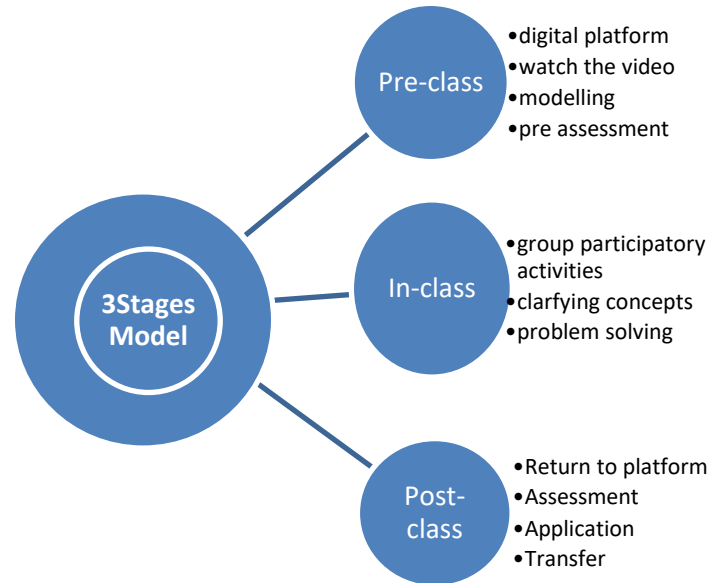 Pre-class
•digital platform
•watch the video
•modelling
•pre assessment
3Stages
Model
In-class
•group participatory
activities
•clarfying concepts
•problem solving
Post-
class
•Return to platform
•Assessment
•Application
•Transfer